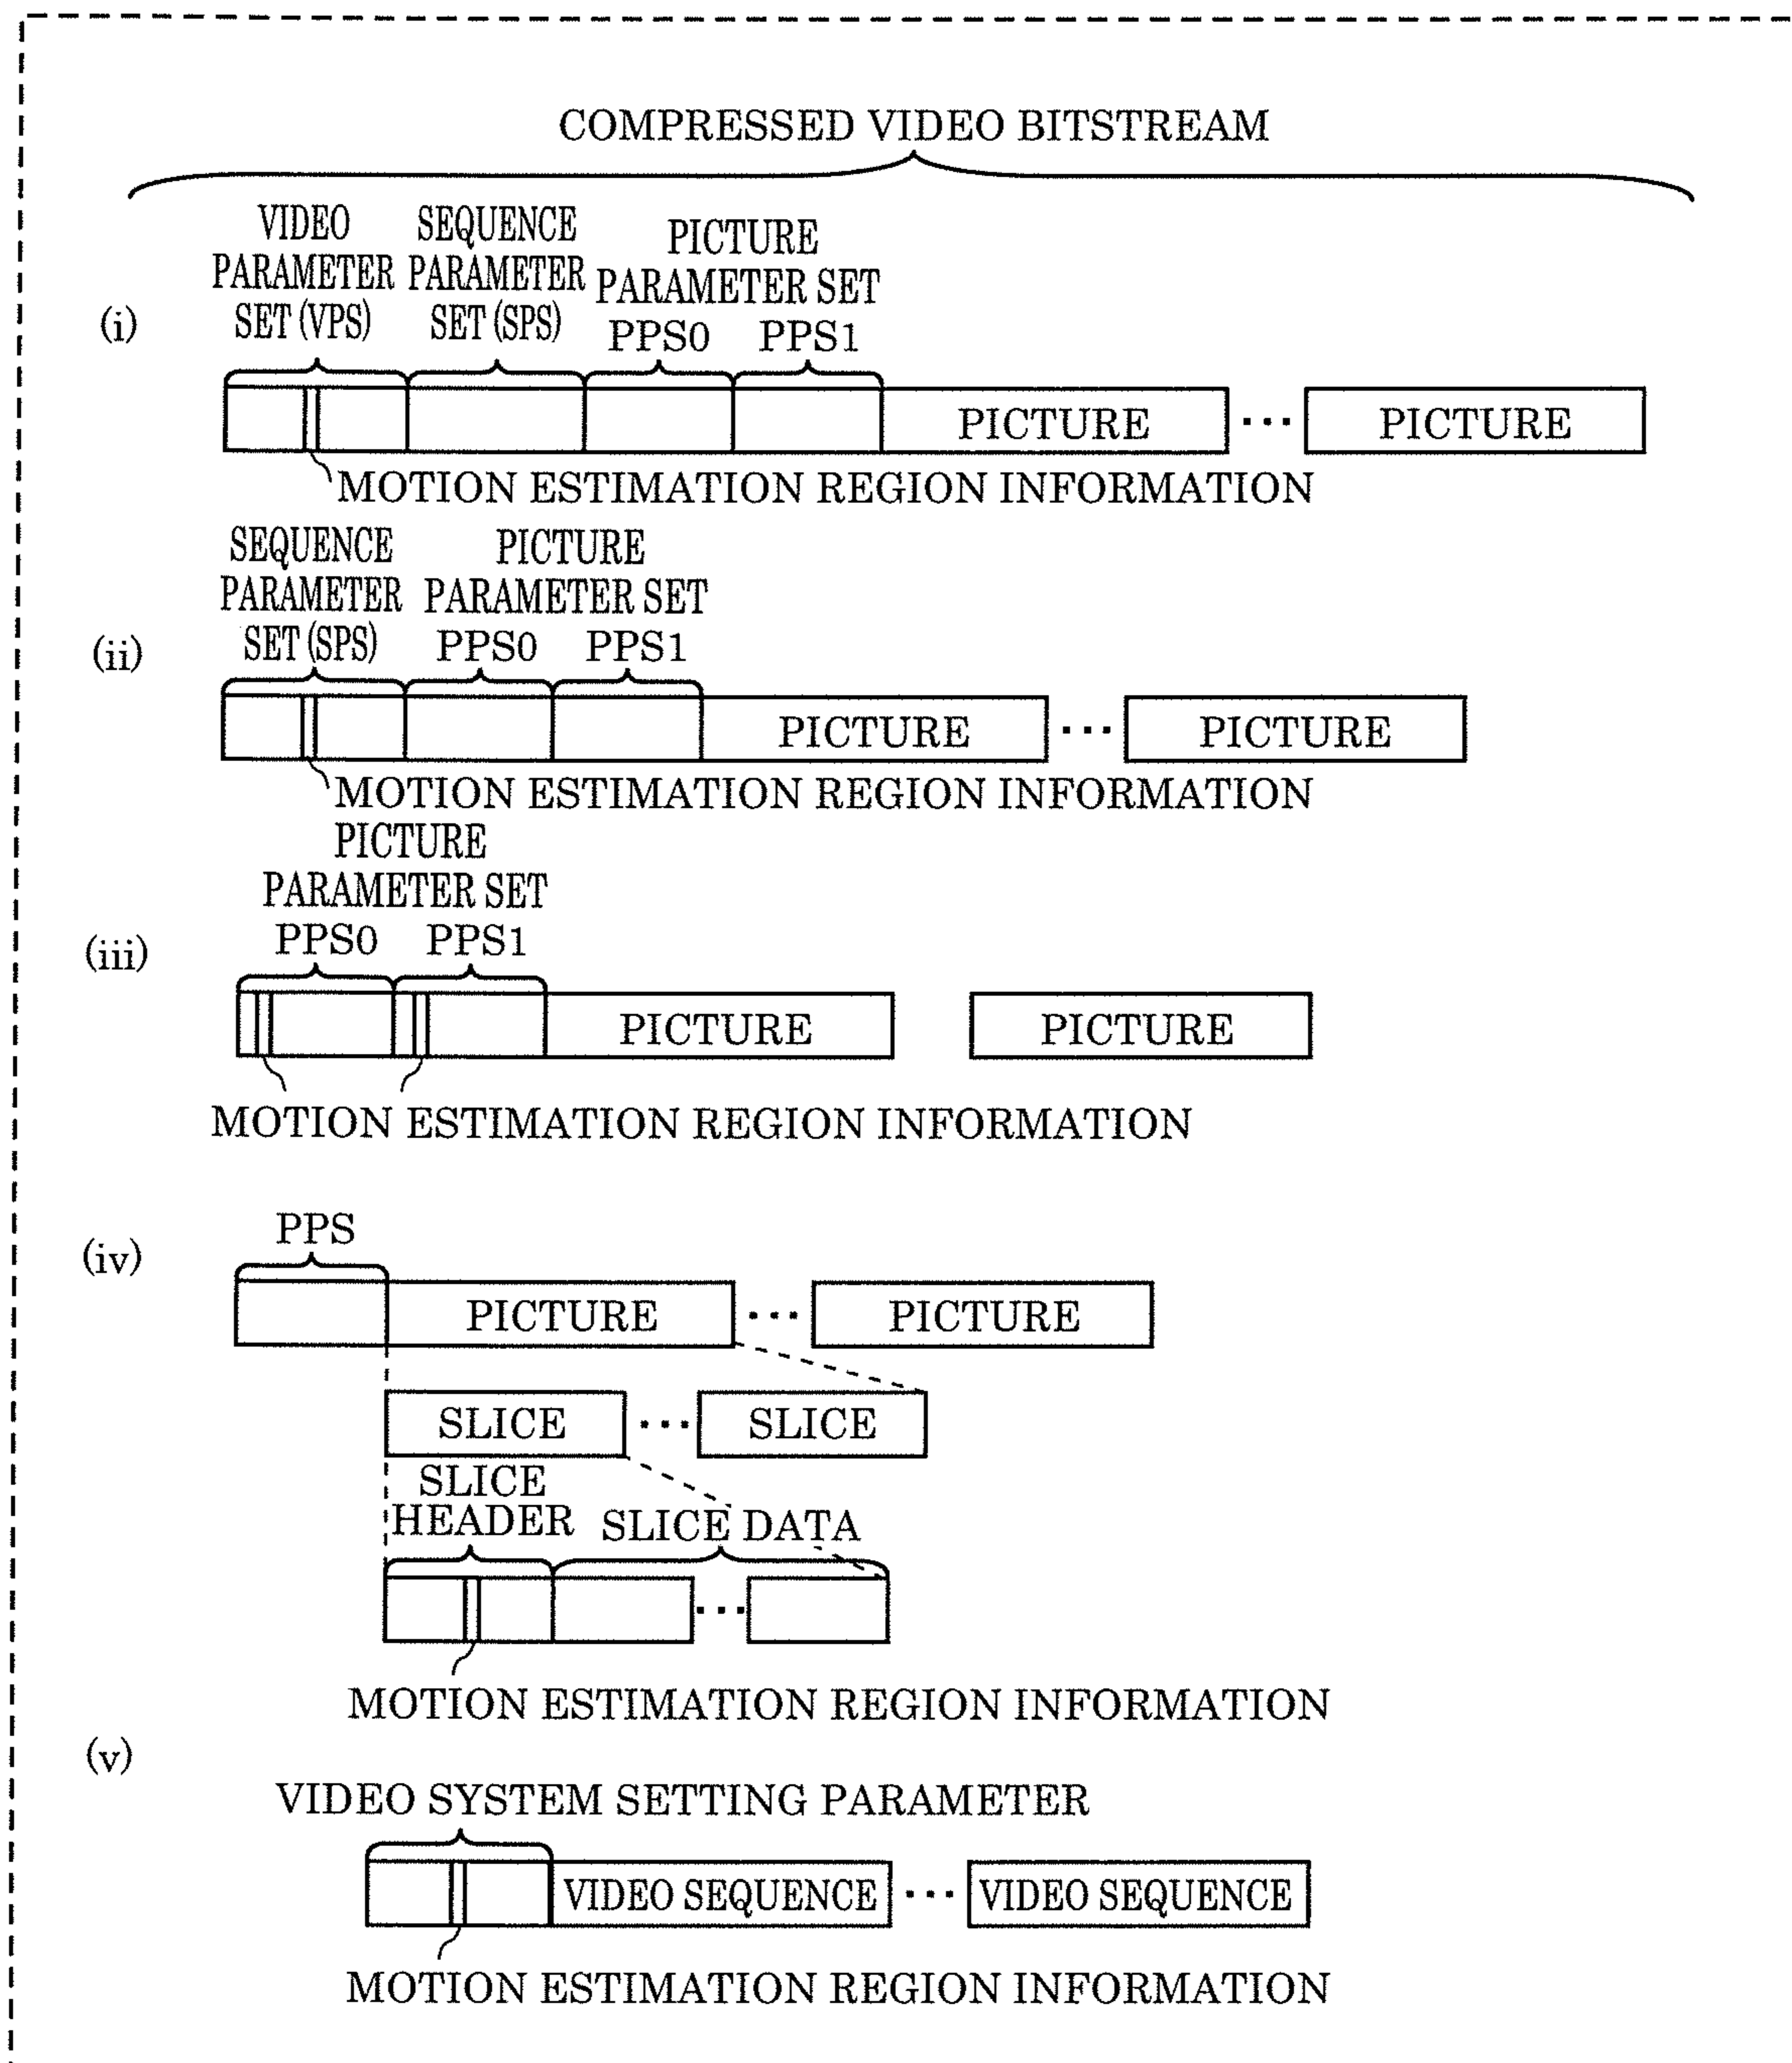 COMPRESSED VIDEO BITSTREAM
VIDEO PARAMETER SET (VPS)
SEQUENCE PARAMETER SET (SPS)
PICTURE PARAMETER SET
(i)
PPS0 PPS1
PICTURE ... PICTURE
MOTION ESTIMATION REGION INFORMATION
SEQUENCE PARAMETER SET (SPS)
PICTURE PARAMETER SET
(ii)
PPS0 PPS1
PICTURE ... PICTURE
MOTION ESTIMATION REGION INFORMATION
PICTURE
PARAMETER SET
(iii)
PPS0 PPS1
PICTURE PICTURE
MOTION ESTIMATION REGION INFORMATION
(iv)
PPS
PICTURE ... PICTURE
SLICE ... SLICE
SLICE
HEADER SLICE DATA
...
MOTION ESTIMATION REGION INFORMATION
(v)
VIDEO SYSTEM SETTING PARAMETER
VIDEO SEQUENCE ... VIDEO SEQUENCE
MOTION ESTIMATION REGION INFORMATION